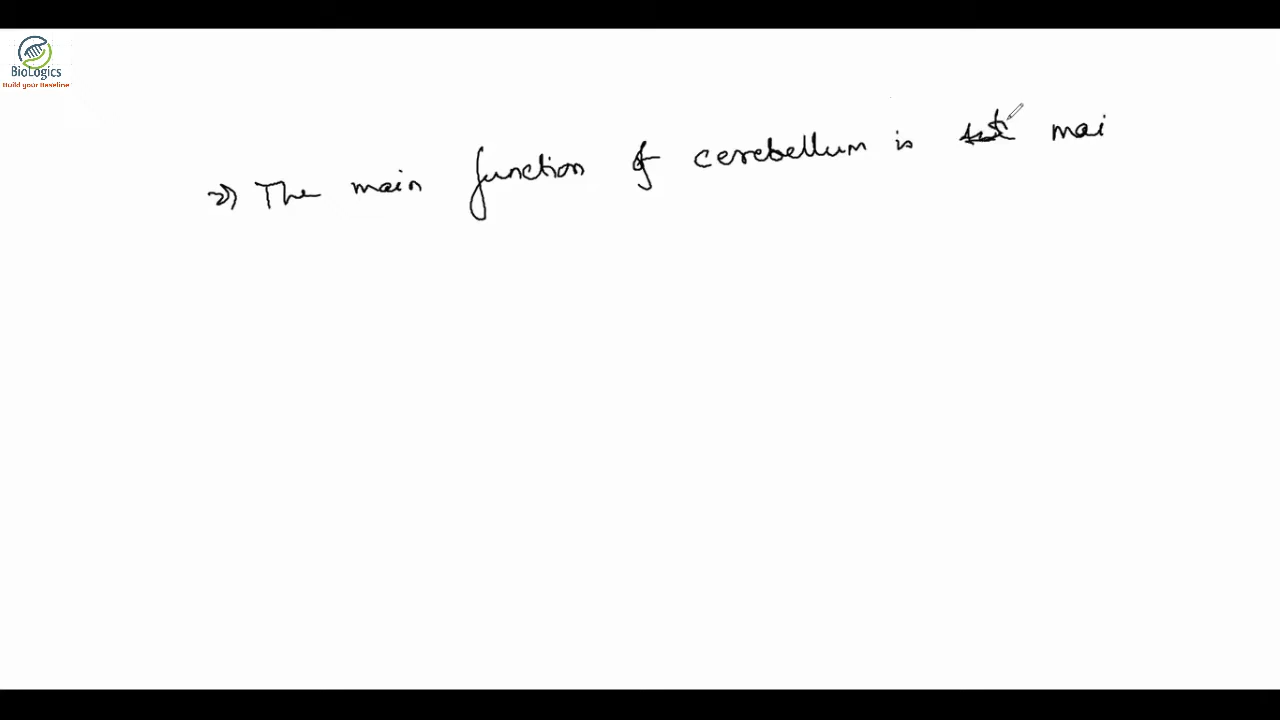 BioLogics
Build your Baseline
⇒ The main function of cerebellum is mai